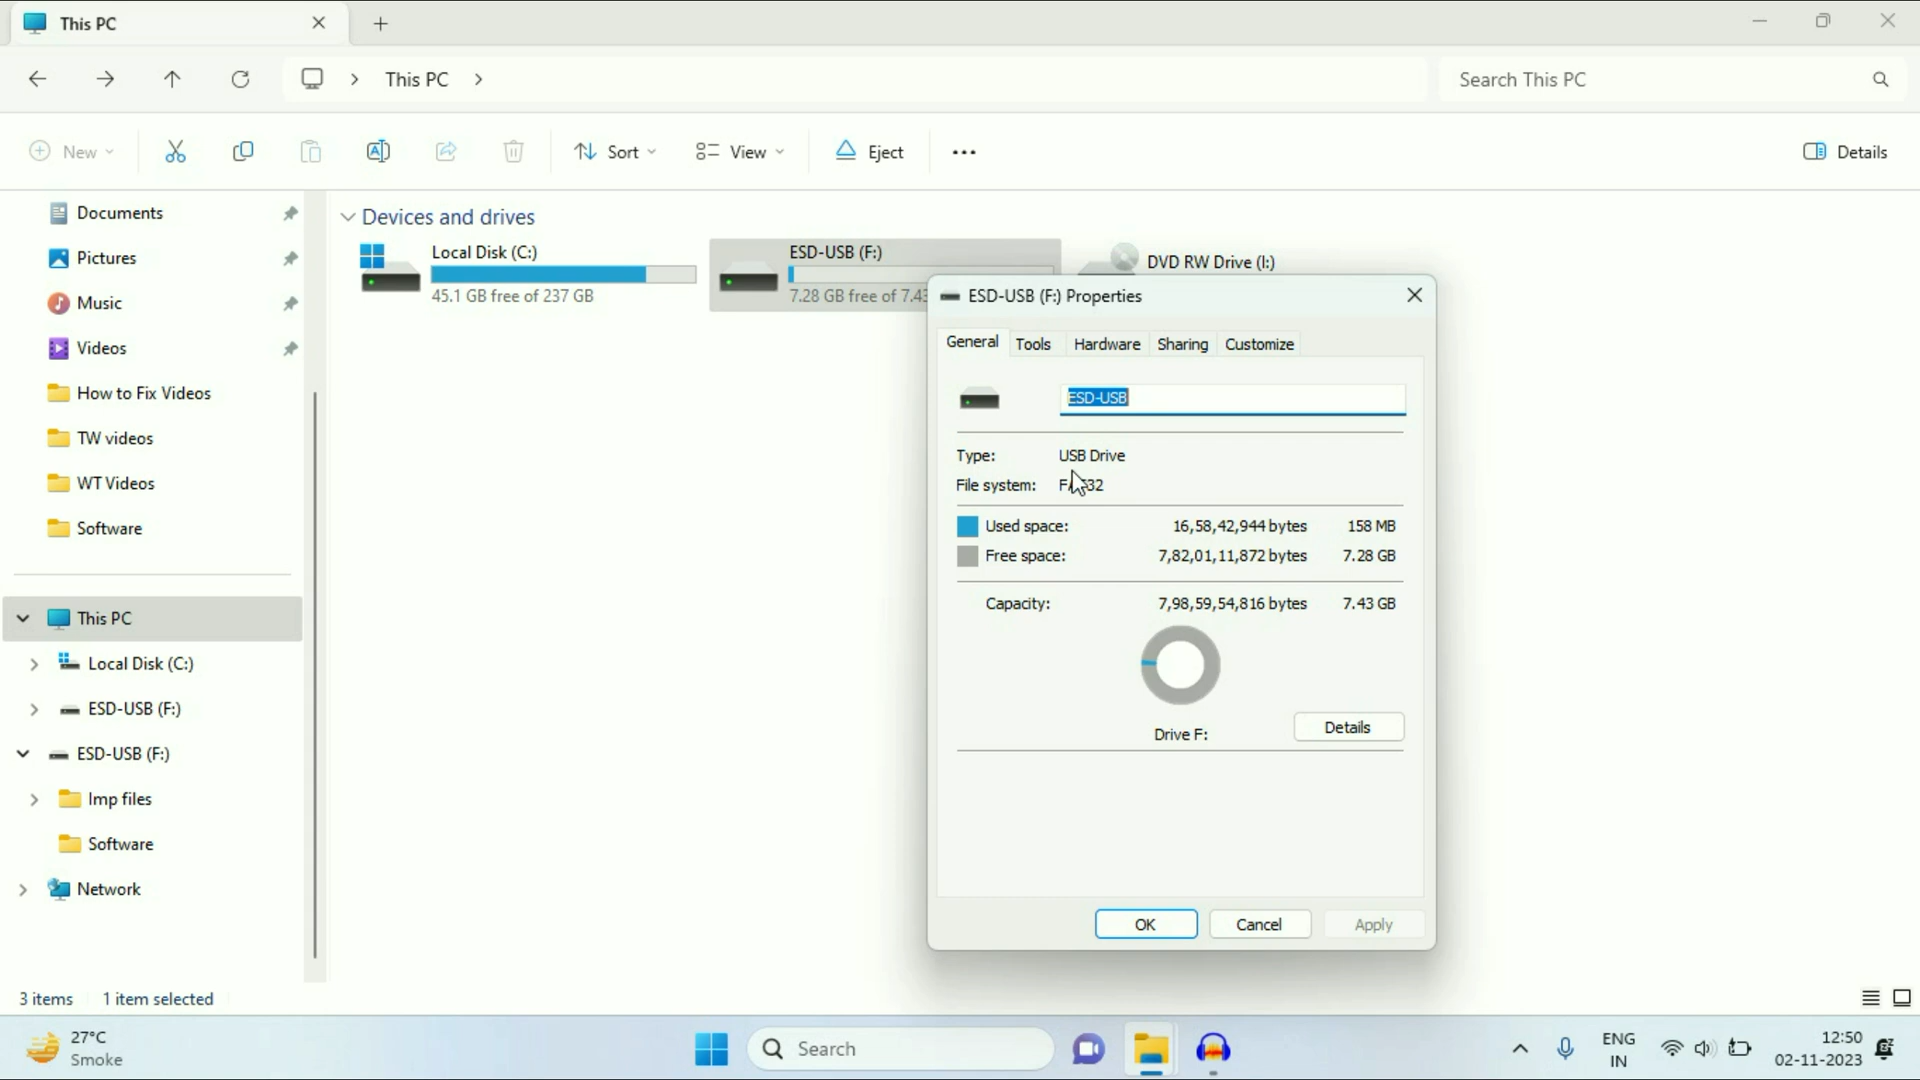 This PC
This PC
Search This PC
New
Sort
View
Eject
Details
Documents
Pictures
Music
Videos
How to Fix Videos
TW videos
WT Videos
Software
This PC
Local Disk (C:)
ESD-USB (F:)
ESD-USB (F:)
Imp files
Software
Network
Devices and drives
Local Disk (C:)
45.1 GB free of 237 GB
ESD-USB (F:)
7.28 GB free of 7.43
DVD RW Drive (I:)
ESD-USB (F:) Properties
General Tools Hardware Sharing Customize
ESD-USB
Type: USB Drive
File system: FAT32
Used space: 16,58,42,944 bytes 158 MB
Free space: 7,82,01,11,872 bytes 7.28 GB
Capacity: 7,98,59,54,816 bytes 7.43 GB
Drive F:
Details
OK Cancel Apply
3 items 1 item selected
27°C
Smoke
Search
ENG
IN
12:50
02-11-2023